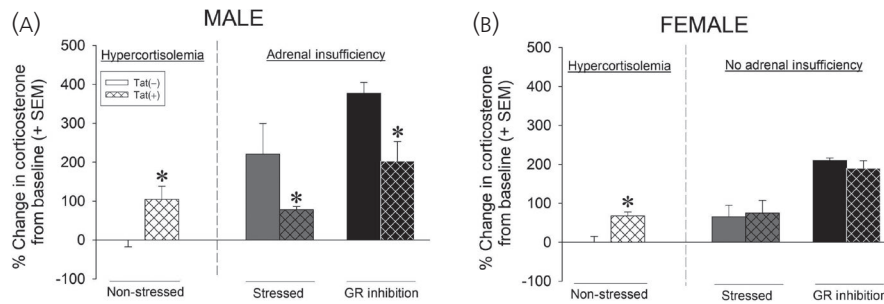 (A)
MALE
Hypercortisolemia
Adrenal insufficiency
Tat(−)
Tat(+)
500
400
300
200
100
0
-100
% Change in corticosterone
from baseline (+ SEM)
*
*
*
Non-stressed
Stressed
GR inhibition
(B)
FEMALE
Hypercortisolemia
No adrenal insufficiency
500
400
300
200
100
0
-100
% Change in corticosterone
from baseline (+ SEM)
*
Non-stressed
Stressed
GR inhibition